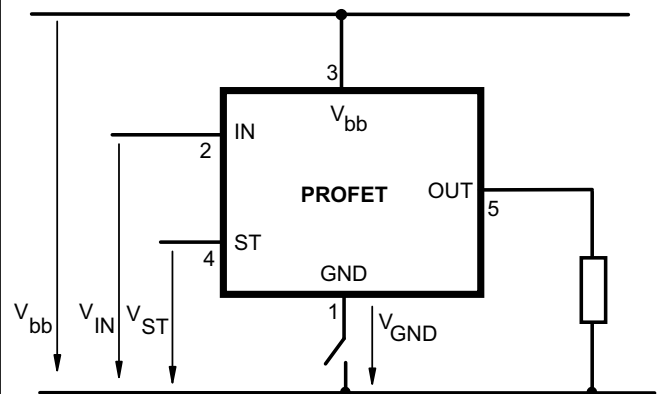 3
V bb
IN
2
PROFET
OUT
5
ST
4
GND
1
V bb
V IN
V ST
V GND